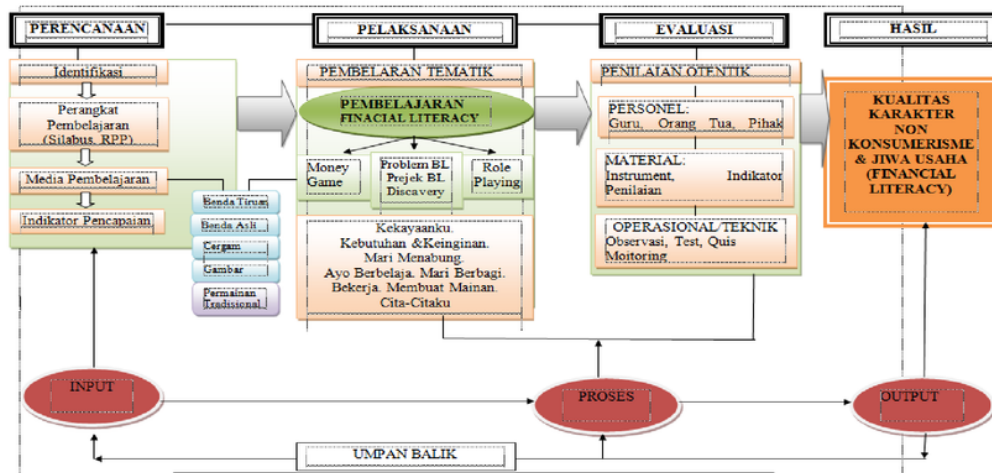 PERENCANAAN
PELAKSANAAN
EVALUASI
HASIL
Identifikasi
Perangkat
Pembelajaran
(Silabus, RPP)
Media Pembelajaran
Indikator Pencapaian
Benda Tiruan
Benda Asli
Cergam
Gambar
Permainan
Tradisional
PEMBELARAN TEMATIK
PEMBELAJARAN
FINACIAL LITERACY
Money
Game
Problem BL
Prejek BL
Discovery
Role
Playing
Kekayaanku.
Kebutuhan &Keinginan.
Mari Menabung.
Ayo Berbelaja. Mari Berbagi.
Bekerja. Membuat Mainan.
Cita-Citaku
PENILAIAN OTENTIK
PERSONEL:
Guru, Orang Tua, Pihak
MATERIAL:
Instrument, Indikator
Penilaian
OPERASIONAL/TEKNIK
Observasi, Test, Quis
Moitoring
KUALITAS
KARAKTER
NON
KONSUMERISME
& JIWA USAHA
(FINANCIAL
LITERACY)
INPUT
PROSES
OUTPUT
UMPAN BALIK